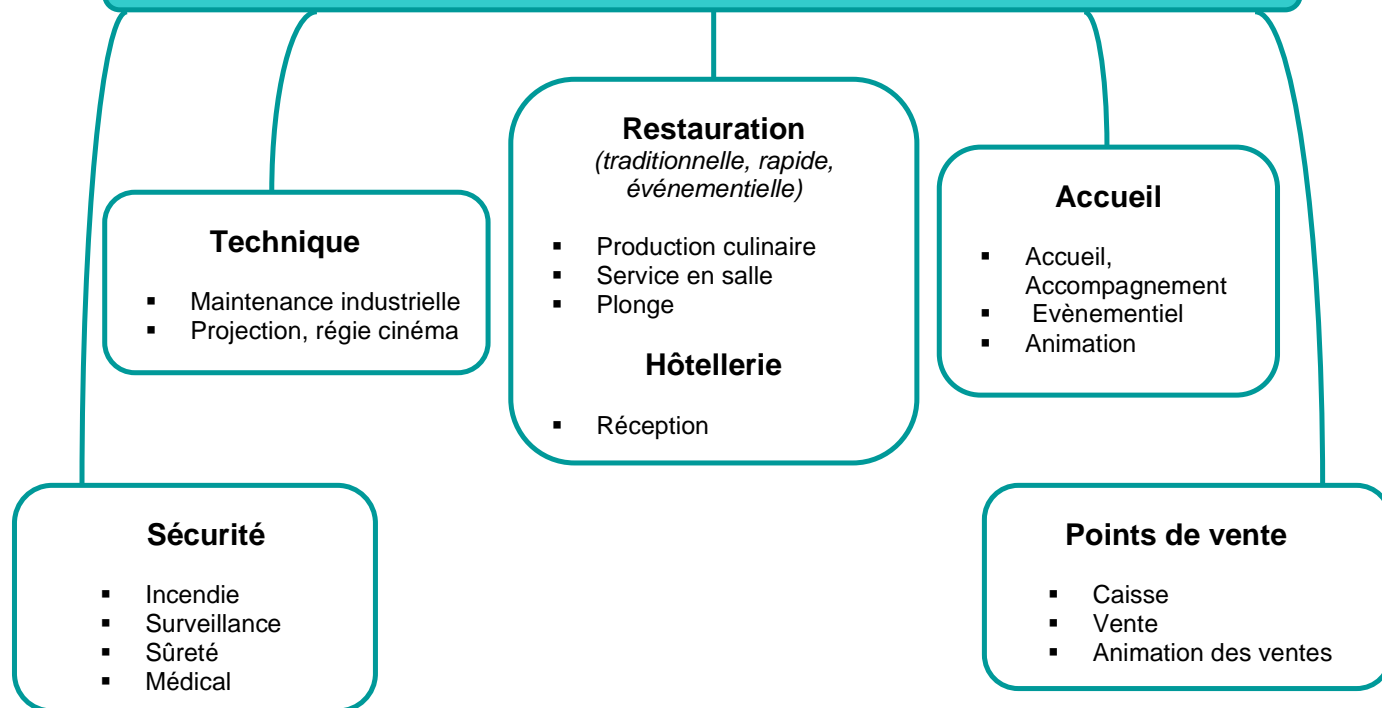 Restauration
(traditionnelle, rapide,
événementielle)
▪ Production culinaire
▪ Service en salle
▪ Plonge
Hôtellerie
▪ Réception
Technique
▪ Maintenance industrielle
▪ Projection, régie cinéma
Accueil
▪ Accueil,
Accompagnement
▪ Evènementiel
▪ Animation
Sécurité
▪ Incendie
▪ Surveillance
▪ Sûreté
▪ Médical
Points de vente
▪ Caisse
▪ Vente
▪ Animation des ventes